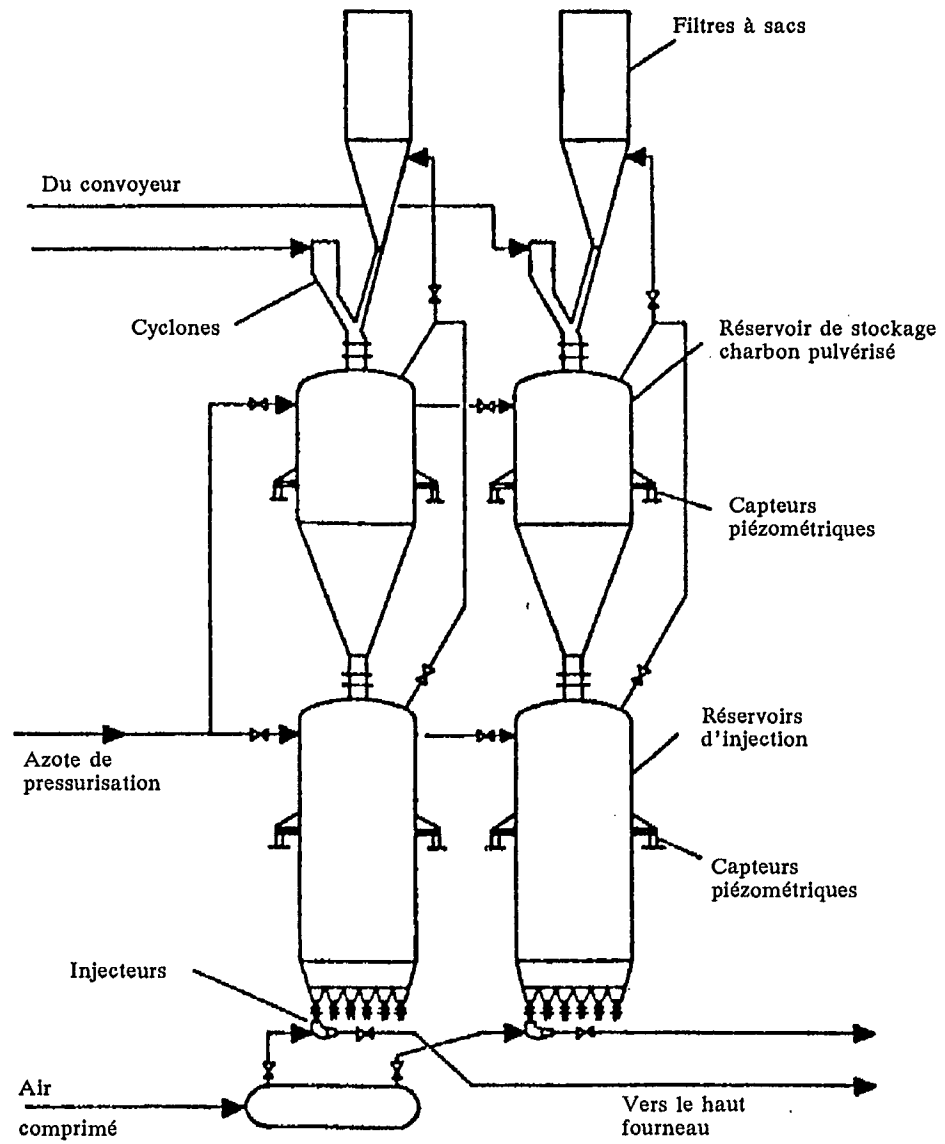 Filtres à sacs
Du convoyeur
Cyclones
Réservoir de stockage
charbon pulvérisé
Capteurs
piézométriques
Azote de
pressurisation
Réservoirs
d'injection
Capteurs
piézométriques
Injecteurs
Air
comprimé
Vers le haut
fourneau